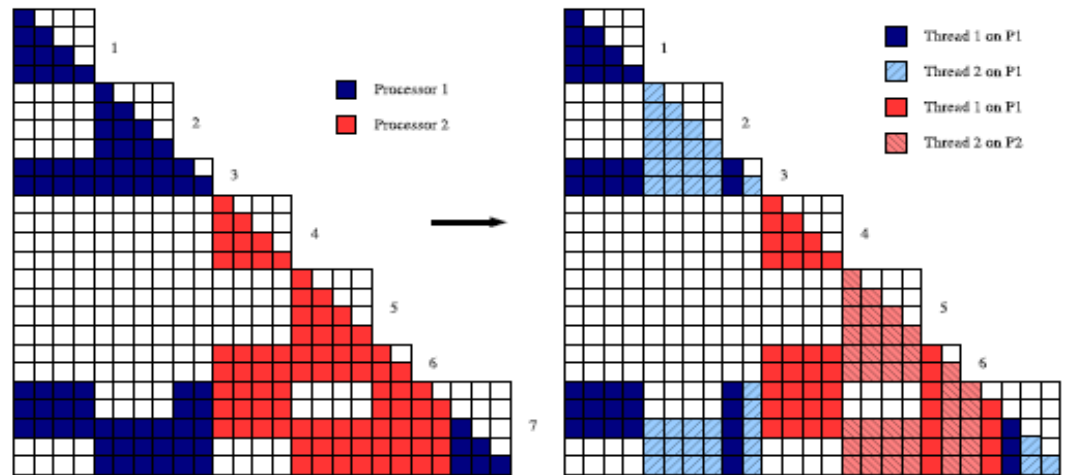 1
2
3
4
5
6
7
Processor 1
Processor 2
1
2
3
4
5
6
Thread 1 on P1
Thread 2 on P1
Thread 1 on P1
Thread 2 on P2